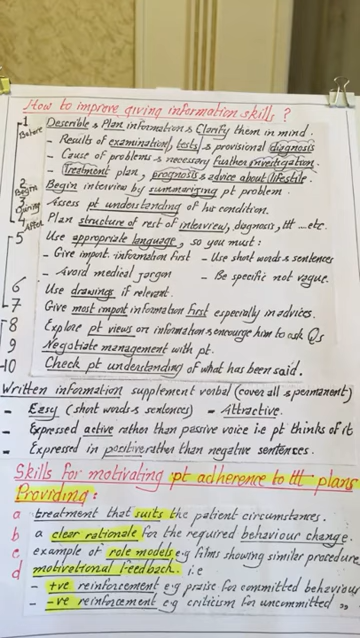 How to improve giving information skills ?
1 Describle & Plan information & Clarify them in mind.
Before
- Results of examination, tests & provisional diagnosis
- Cause of problems & necessary further investigation.
- Treatment plan, prognosis & advice about lifestyle.
2 Begin interview by summarizing pt problem.
Begin
3 Assess pt understanding of his condition.
During
4 Plan structure of rest of interview, diagnosis, ttt ...etc.
After
5 Use appropriate language, so you must:
- Give import. information first - Use short words & sentences
- Avoid medical jargon - Be specific not vague.
6 Use drawings if relevant.
7 Give most import information first especially in advices.
8 Explore pt views on information & encourge him to ask Qs
9 Negotiate management with pt.
10 Check pt understanding of what has been said.
Written information supplement verbal (cover all & permanent)
- Easy (short words & sentences) - Attractive.
- Expressed active rather than passive voice i.e pt thinks of it
- Expressed in positive rather than negative sentences.
Skills for motivating pt adherence to ttt plans
Providing:
a treatment that suits the patient circumstances.
b a clear rationale for the required behaviour change.
c example of role models e.g films showing similar procedure
d motivational feedback. i.e
- +ve reinforcement e.g praise for committed behaviour
- -ve reinforcement e.g criticism for uncommitted "